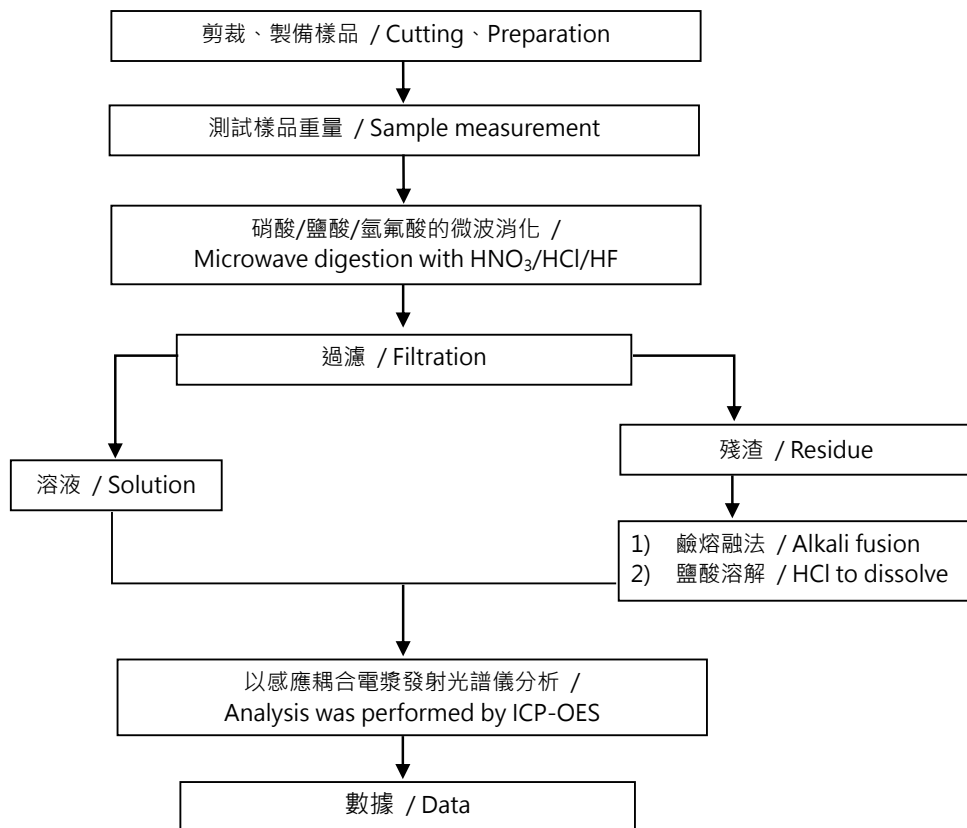 剪裁、製備樣品 / Cutting、Preparation
測試樣品重量 / Sample measurement
硝酸/鹽酸/氫氟酸的微波消化 /
Microwave digestion with HNO₃/HCl/HF
過濾 / Filtration
溶液 / Solution
殘渣 / Residue
1) 鹼熔融法 / Alkali fusion
2) 鹽酸溶解 / HCl to dissolve
以感應耦合電漿發射光譜儀分析 /
Analysis was performed by ICP-OES
數據 / Data